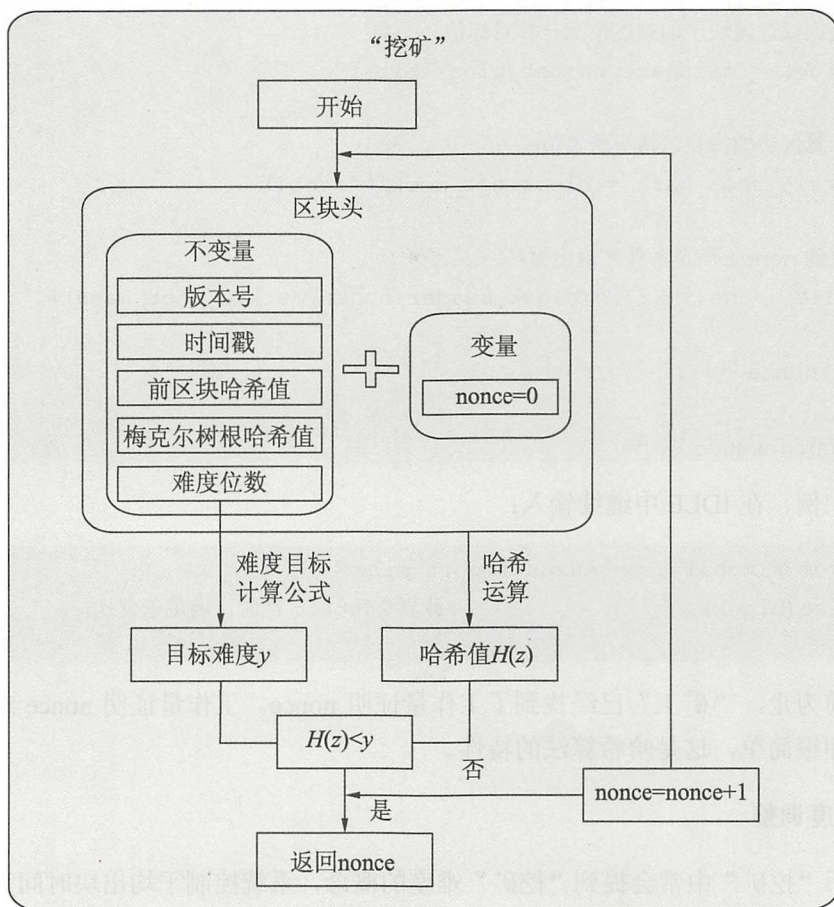 “挖矿”
开始
区块头
不变量
版本号
时间戳
前区块哈希值
梅克尔树根哈希值
难度位数
变量
nonce=0
难度目标
计算公式
哈希
运算
目标难度y
哈希值H(z)
H(z)<y
否
是
nonce=nonce+1
返回nonce